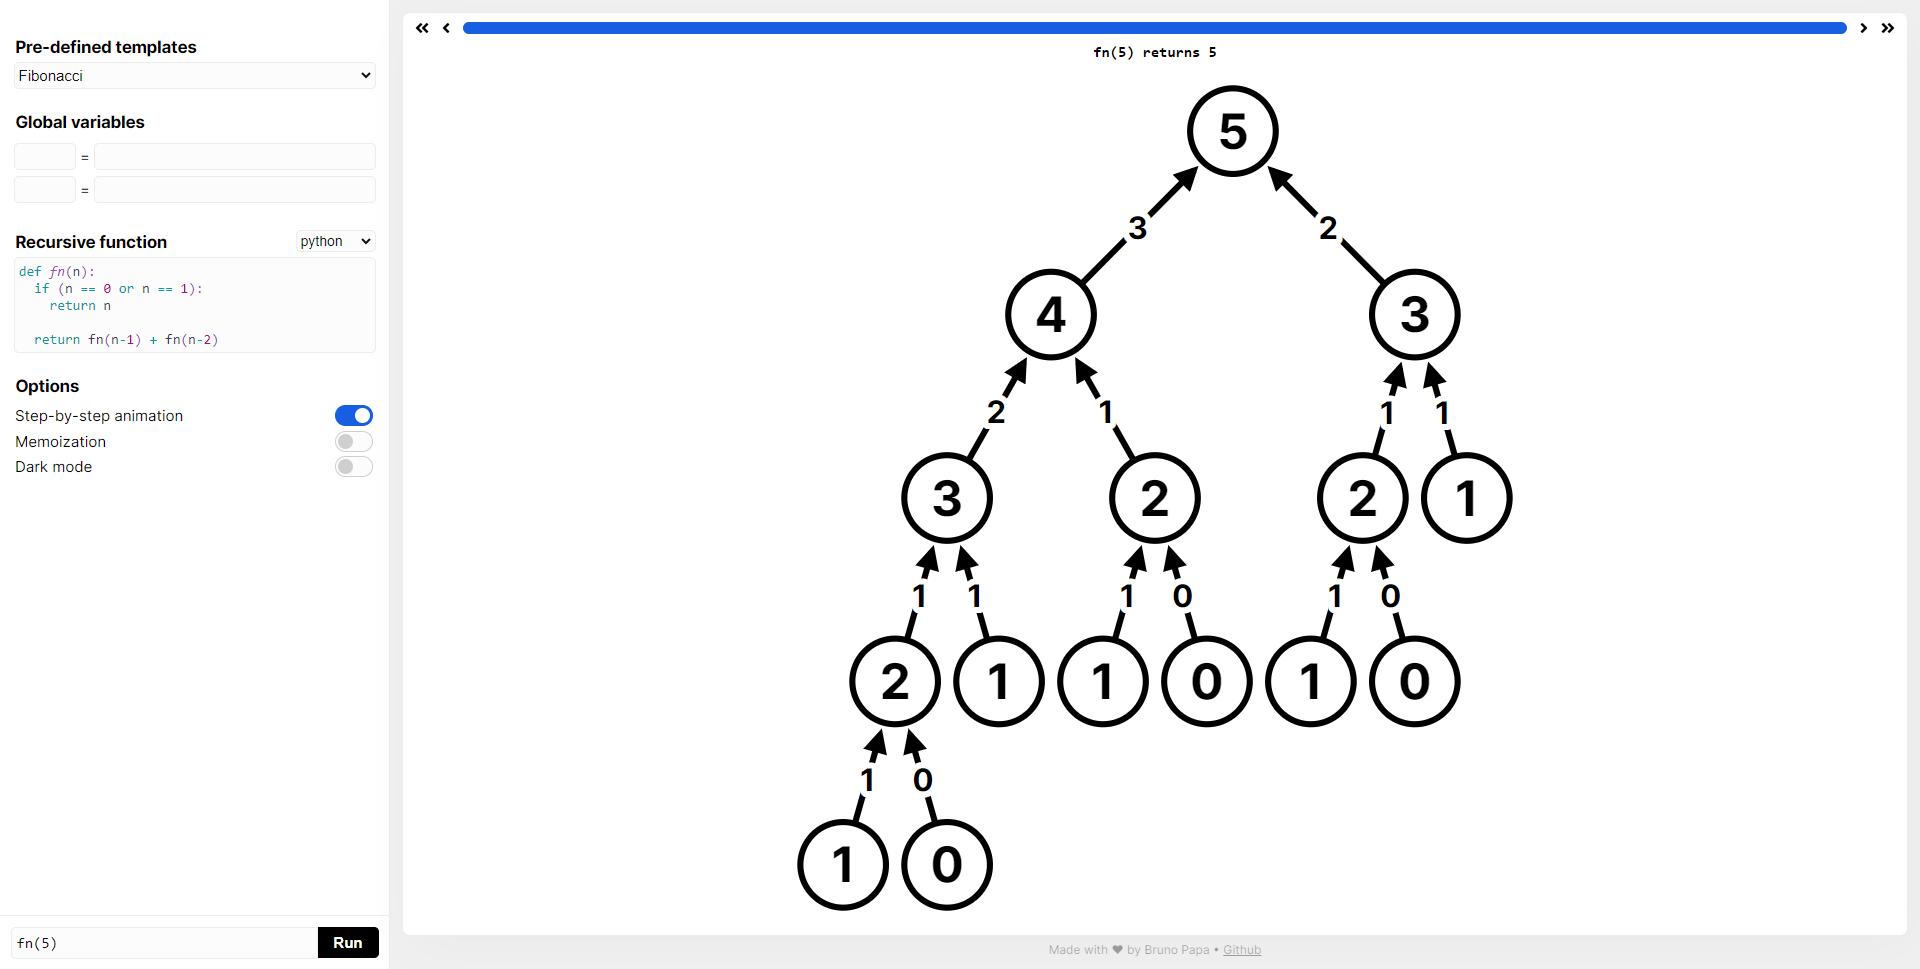 Pre-defined templates
Fibonacci
Global variables
=
=
Recursive function
python
def fn(n):
  if (n == 0 or n == 1):
    return n
  return fn(n-1) + fn(n-2)
Options
Step-by-step animation
Memoization
Dark mode
fn(5)
Run
fn(5) returns 5
5
3 2
4 3
2 1 1 1
3 2 2 1
1 1 1 0 1 0
2 1 1 0 1 0
1 0
1 0
Made with ❤ by Bruno Papa • Github